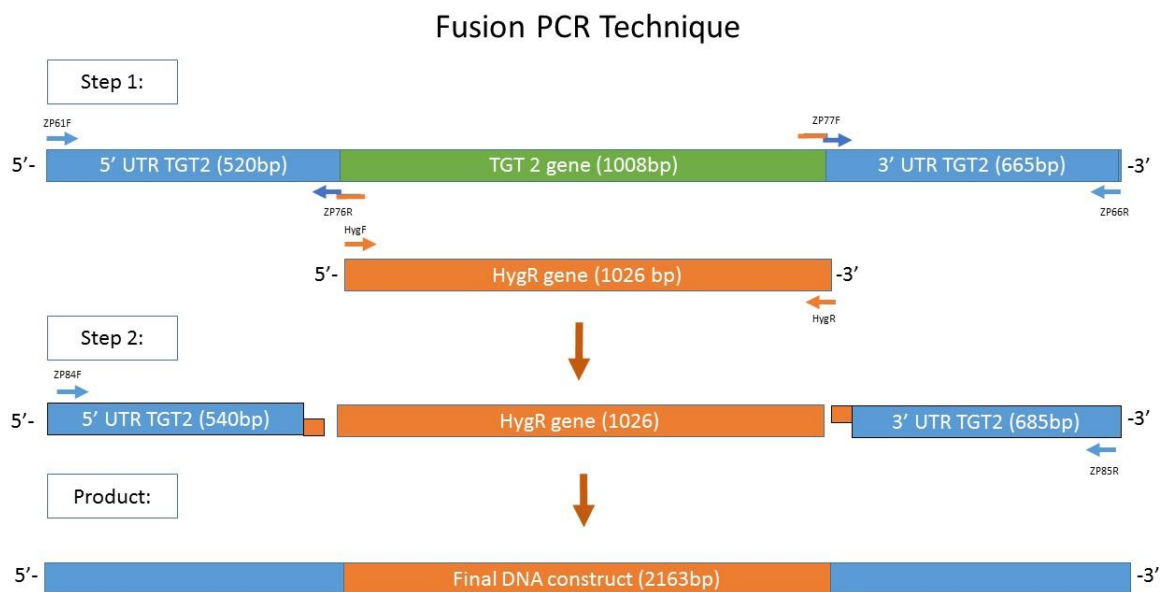 Fusion PCR Technique
Step 1:
ZP61F
ZP77F
5’- 5’ UTR TGT2 (520bp) TGT 2 gene (1008bp) 3’ UTR TGT2 (665bp) -3’
ZP76R
ZP66R
HygF
5’- HygR gene (1026 bp) -3’
HygR
Step 2:
ZP84F
5’- 5’ UTR TGT2 (540bp) HygR gene (1026) 3’ UTR TGT2 (685bp) -3’
ZP85R
Product:
5’- Final DNA construct (2163bp) -3’